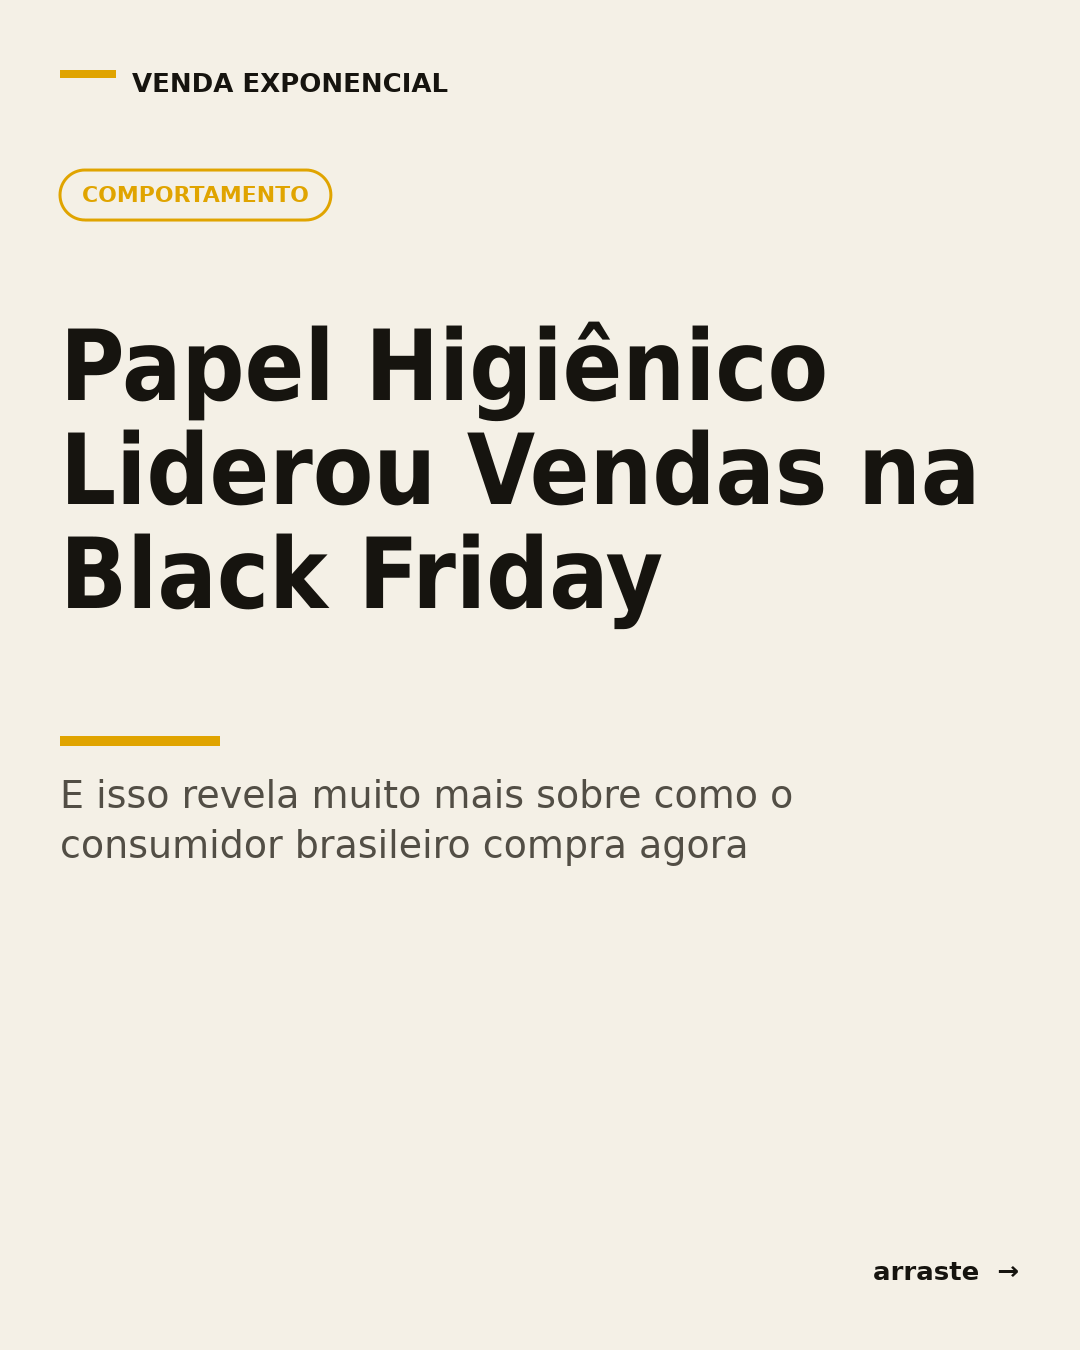 VENDA EXPONENCIAL
COMPORTAMENTO
Papel Higiênico
Liderou Vendas na
Black Friday
E isso revela muito mais sobre como o
consumidor brasileiro compra agora
arraste →